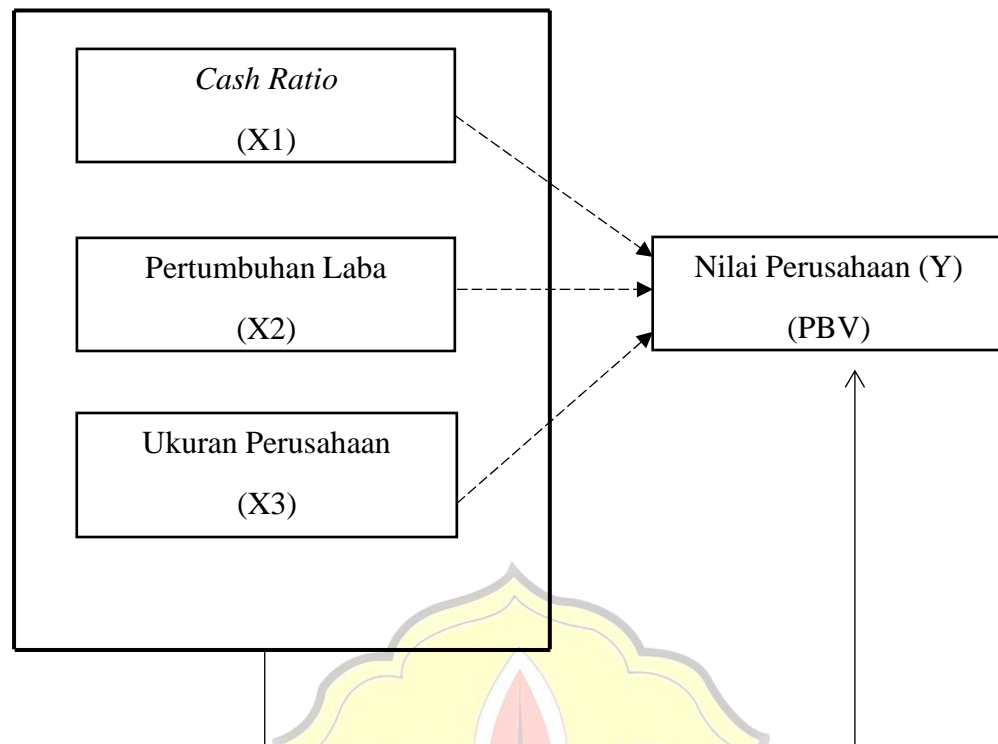 Cash Ratio
(X1)
Pertumbuhan Laba
(X2)
Ukuran Perusahaan
(X3)
Nilai Perusahaan (Y)
(PBV)